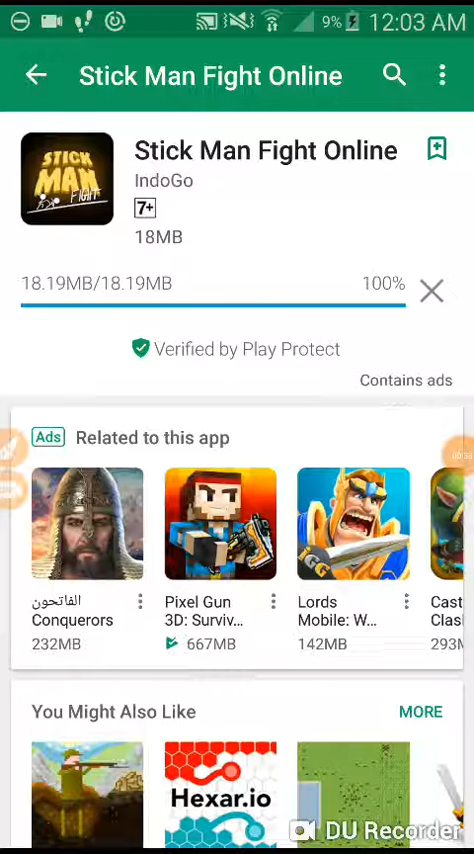 9% 12:03 AM
Stick Man Fight Online
STICK
MAN
FIGHT
Stick Man Fight Online
IndoGo
7+
18MB
18.19MB/18.19MB 100%
Verified by Play Protect
Contains ads
Ads Related to this app
الفاتحون Pixel Gun Lords Cast
Conquerors 3D: Surviv... Mobile: W... Clas
232MB 667MB 142MB 293M
You Might Also Like MORE
Hexar.io
DU Recorder